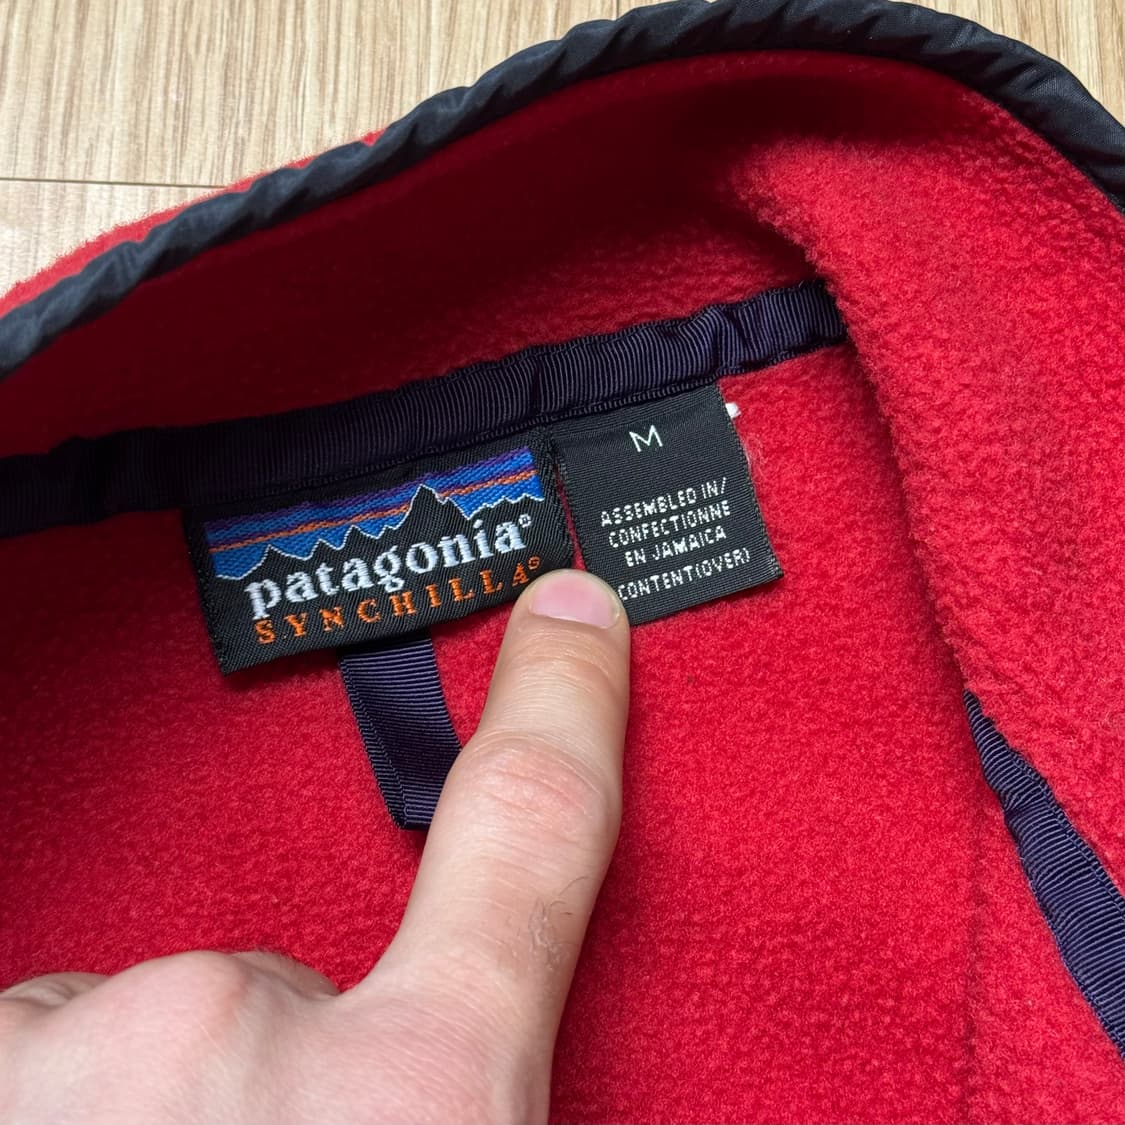 patagonia®
SYNCHILLA®
M
ASSEMBLED IN/
CONFECTIONNE
EN JAMAICA
CONTENT(OVER)